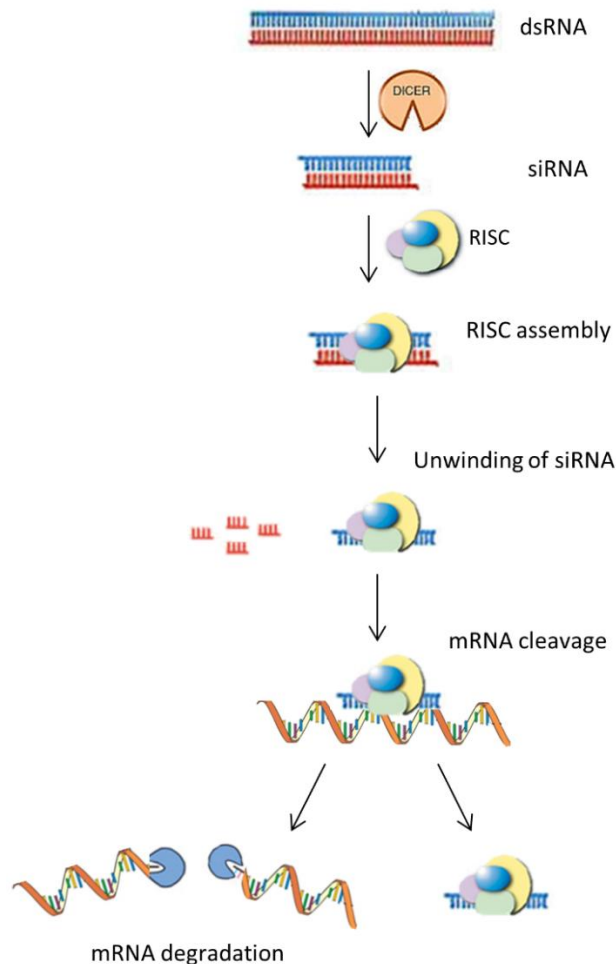 dsRNA
DICER
siRNA
RISC
RISC assembly
Unwinding of siRNA
mRNA cleavage
mRNA degradation